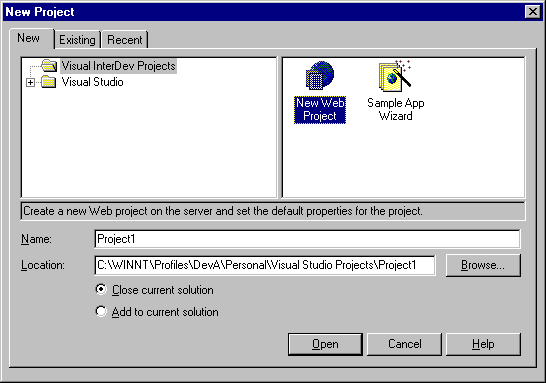 New Project
New
Existing
Recent
Visual InterDev Projects
Visual Studio
New Web
Project
Sample App
Wizard
Create a new Web project on the server and set the default properties for the project.
Name:
Project1
Location:
C:\WINNT\Profiles\DevA\Personal\Visual Studio Projects\Project1
Browse...
Close current solution
Add to current solution
Open
Cancel
Help